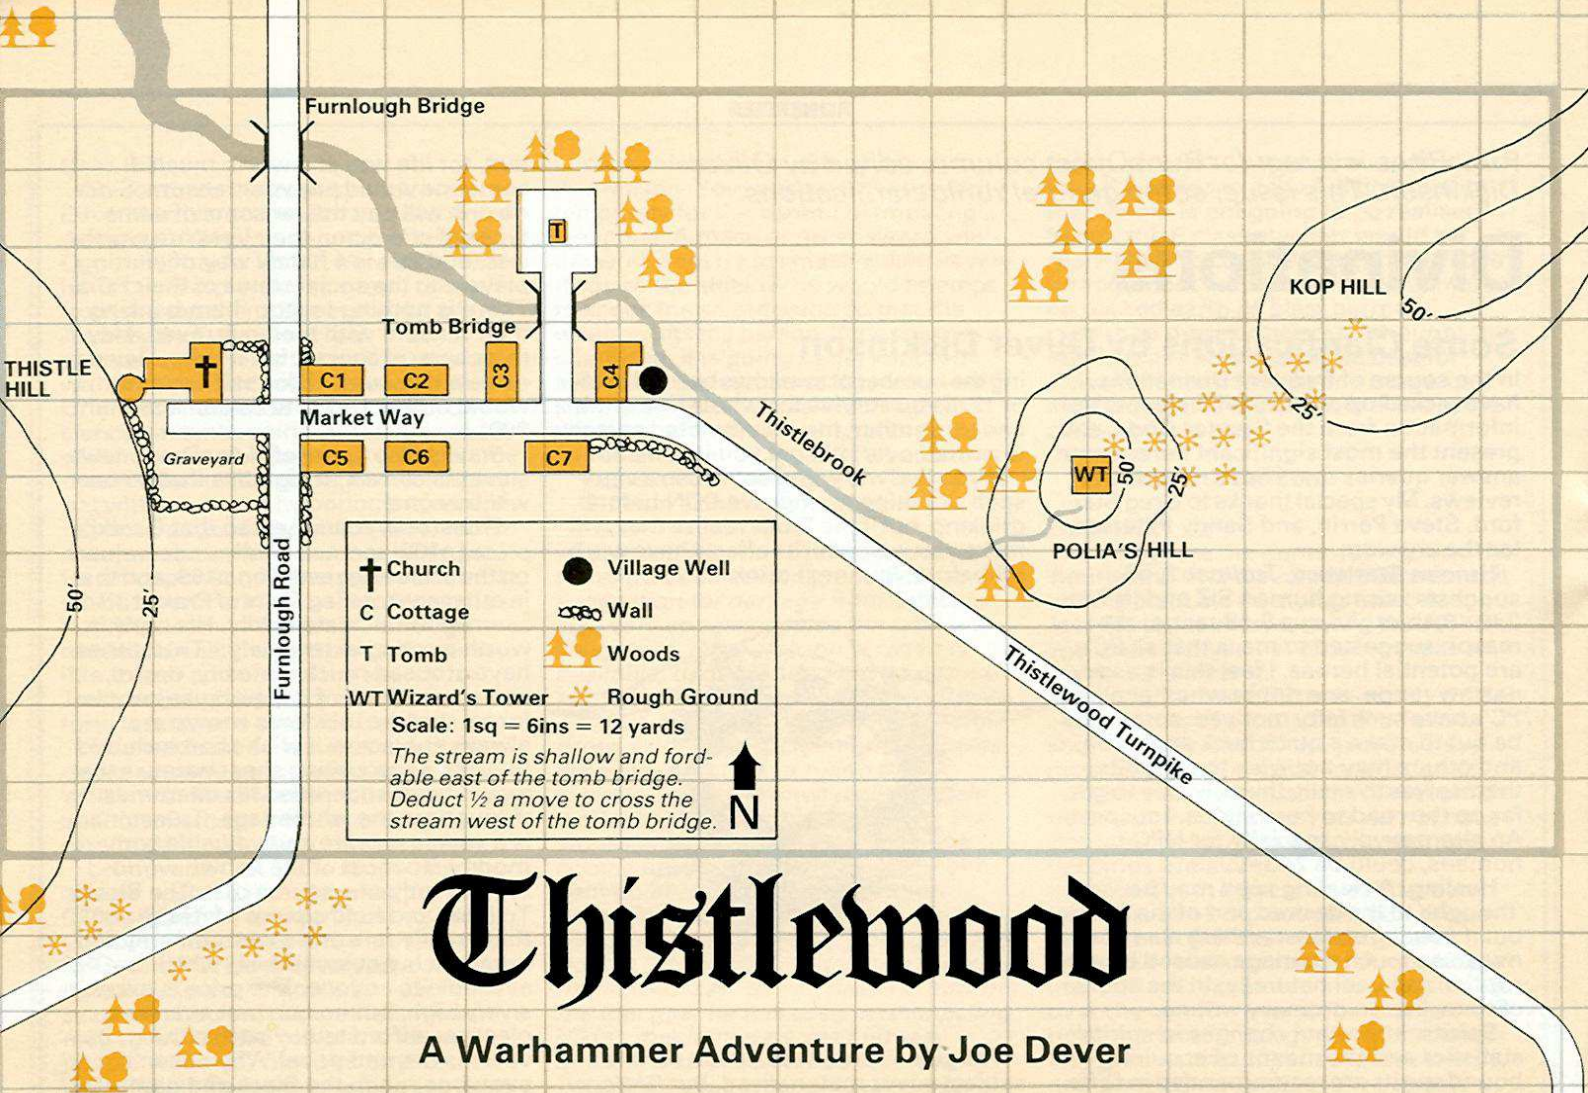 Furnlough Bridge
T
KOP HILL
50'
Tomb Bridge
THISTLE
HILL
C1
C2
C3
C4
25'
Market Way
Thistlebrook
Graveyard
C5
C6
C7
WT
50'
25'
POLIA'S HILL
50'
25'
Furnlough Road
Church
Village Well
C Cottage
Wall
T Tomb
Woods
WT Wizard's Tower
Rough Ground
Scale: 1sq = 6ins = 12 yards
The stream is shallow and ford-
able east of the tomb bridge.
Deduct ½ a move to cross the
stream west of the tomb bridge.
N
Thistlewood Turnpike
Thistlewood
A Warhammer Adventure by Joe Dever